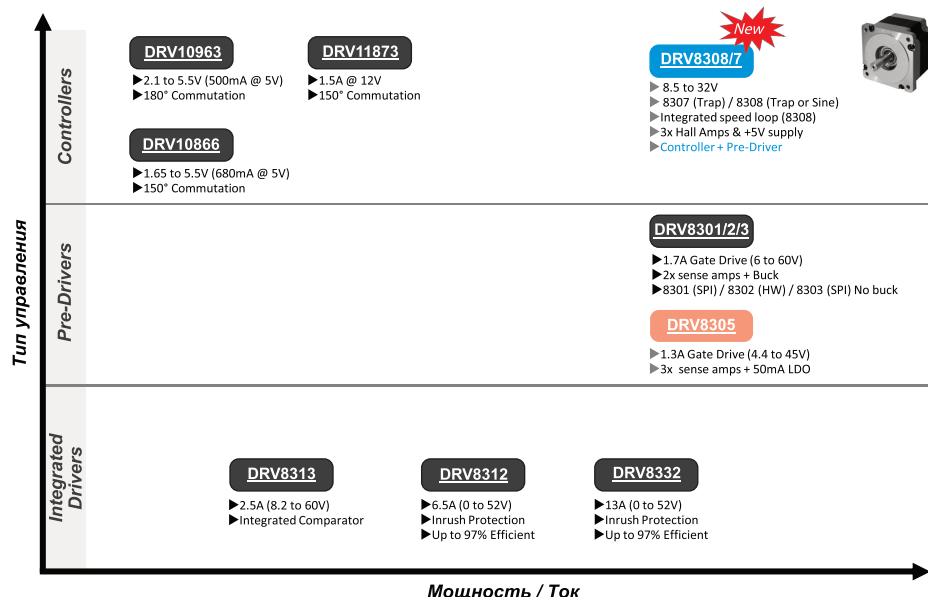 New
Controllers
DRV10963
►2.1 to 5.5V (500mA @ 5V)
►180° Commutation
DRV11873
►1.5A @ 12V
►150° Commutation
DRV8308/7
► 8.5 to 32V
► 8307 (Trap) / 8308 (Trap or Sine)
►Integrated speed loop (8308)
►3x Hall Amps & +5V supply
►Controller + Pre-Driver
DRV10866
►1.65 to 5.5V (680mA @ 5V)
►150° Commutation
Тип управления
Pre-Drivers
DRV8301/2/3
►1.7A Gate Drive (6 to 60V)
►2x sense amps + Buck
►8301 (SPI) / 8302 (HW) / 8303 (SPI) No buck
DRV8305
►1.3A Gate Drive (4.4 to 45V)
►3x sense amps + 50mA LDO
Integrated
Drivers
DRV8313
►2.5A (8.2 to 60V)
►Integrated Comparator
DRV8312
►6.5A (0 to 52V)
►Inrush Protection
►Up to 97% Efficient
DRV8332
►13A (0 to 52V)
►Inrush Protection
►Up to 97% Efficient
Мощность / Ток